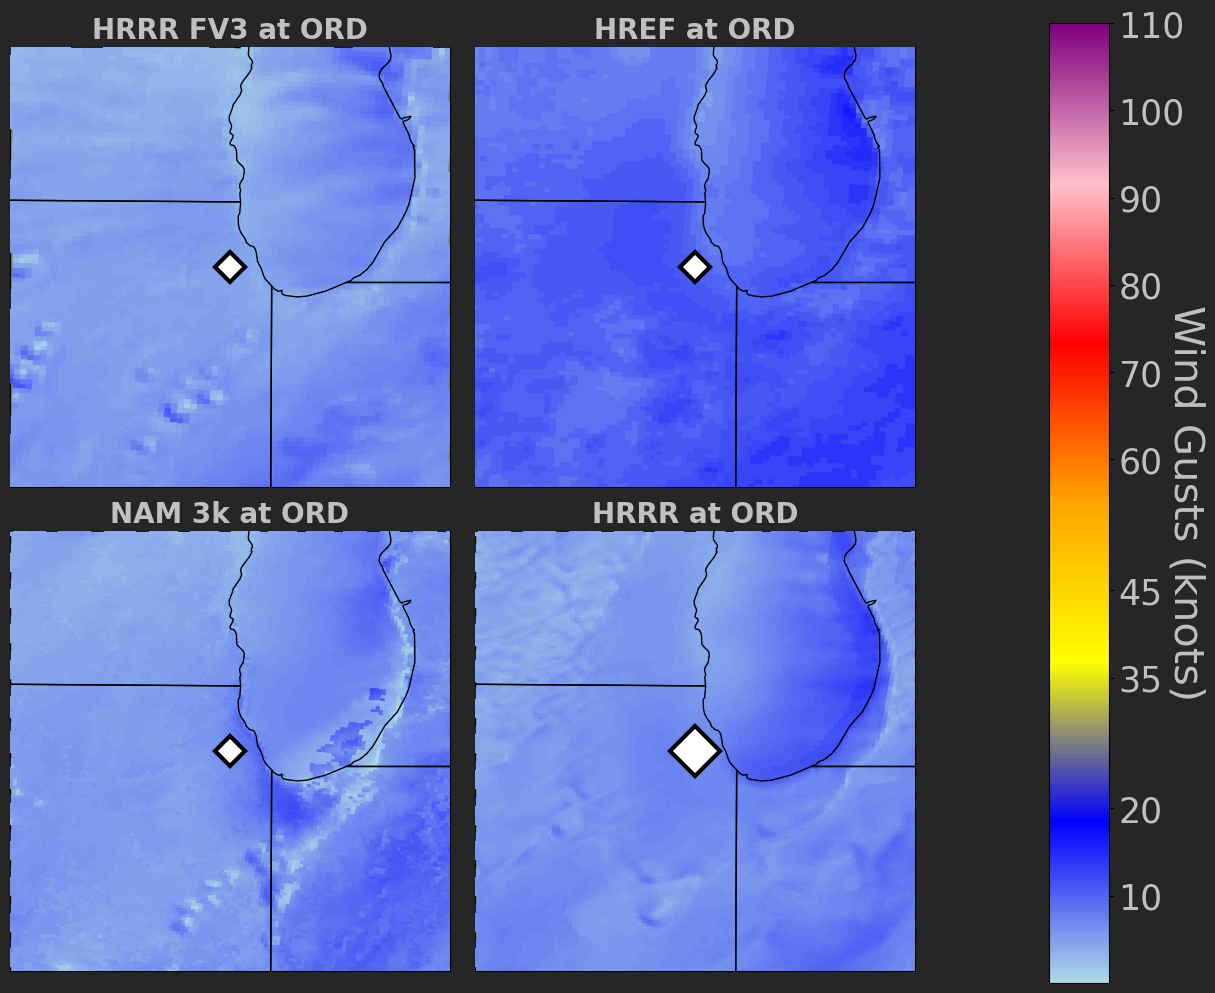 HRRR FV3 at ORD
HREF at ORD
NAM 3k at ORD
HRRR at ORD
110
100
90
80
70
60
45
35
20
10
Wind Gusts (knots)